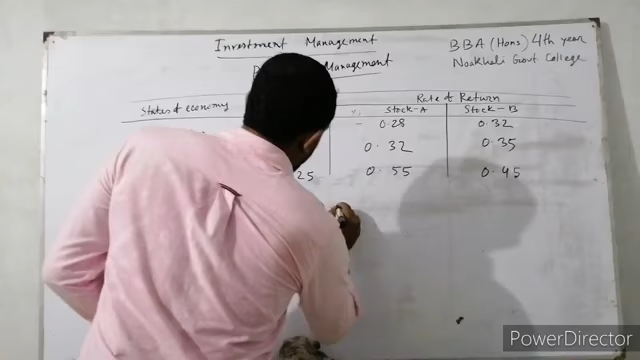 Investment Management
BBA (Hons) 4th year
Management
Noakhali Govt College
Rate of Return
States of economy Stock-A Stock-B
- 0.28 0.32
0.32 0.35
25 0.55 0.45
PowerDirector